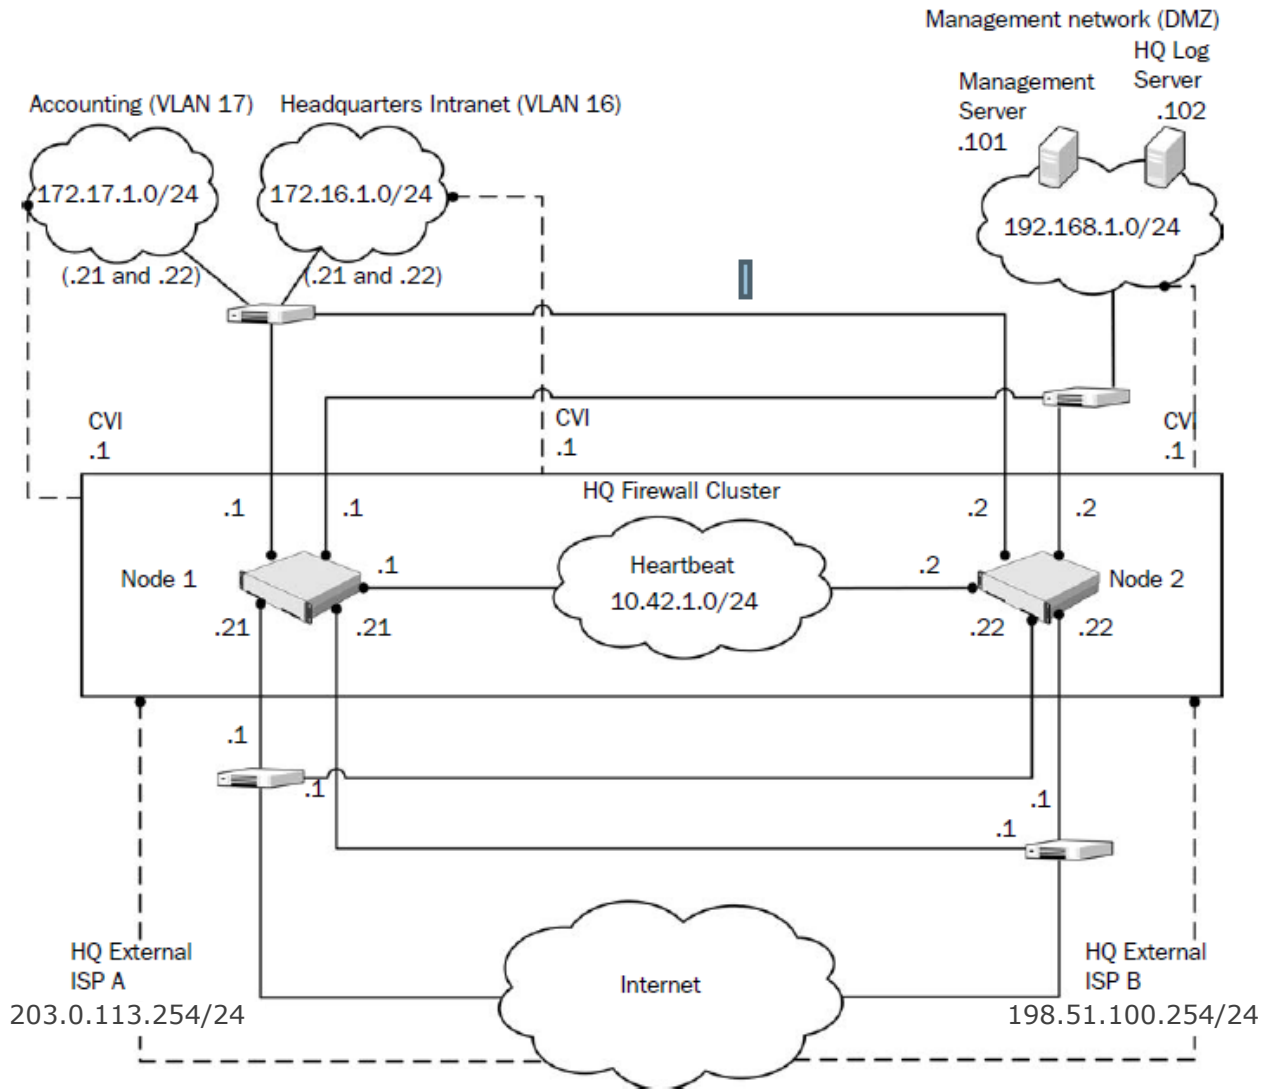 Management network (DMZ)
HQ Log
Server
.102
Management
Server
.101
Accounting (VLAN 17)
Headquarters Intranet (VLAN 16)
172.17.1.0/24
172.16.1.0/24
192.168.1.0/24
(.21 and .22)
(.21 and .22)
CVI
.1
CVI
.1
CVI
.1
HQ Firewall Cluster
.1
.1
.2
.2
Node 1
.1
Heartbeat
10.42.1.0/24
.2
Node 2
.21
.21
.22
.22
.1
.1
.1
.1
HQ External
ISP A
203.0.113.254/24
Internet
HQ External
ISP B
198.51.100.254/24